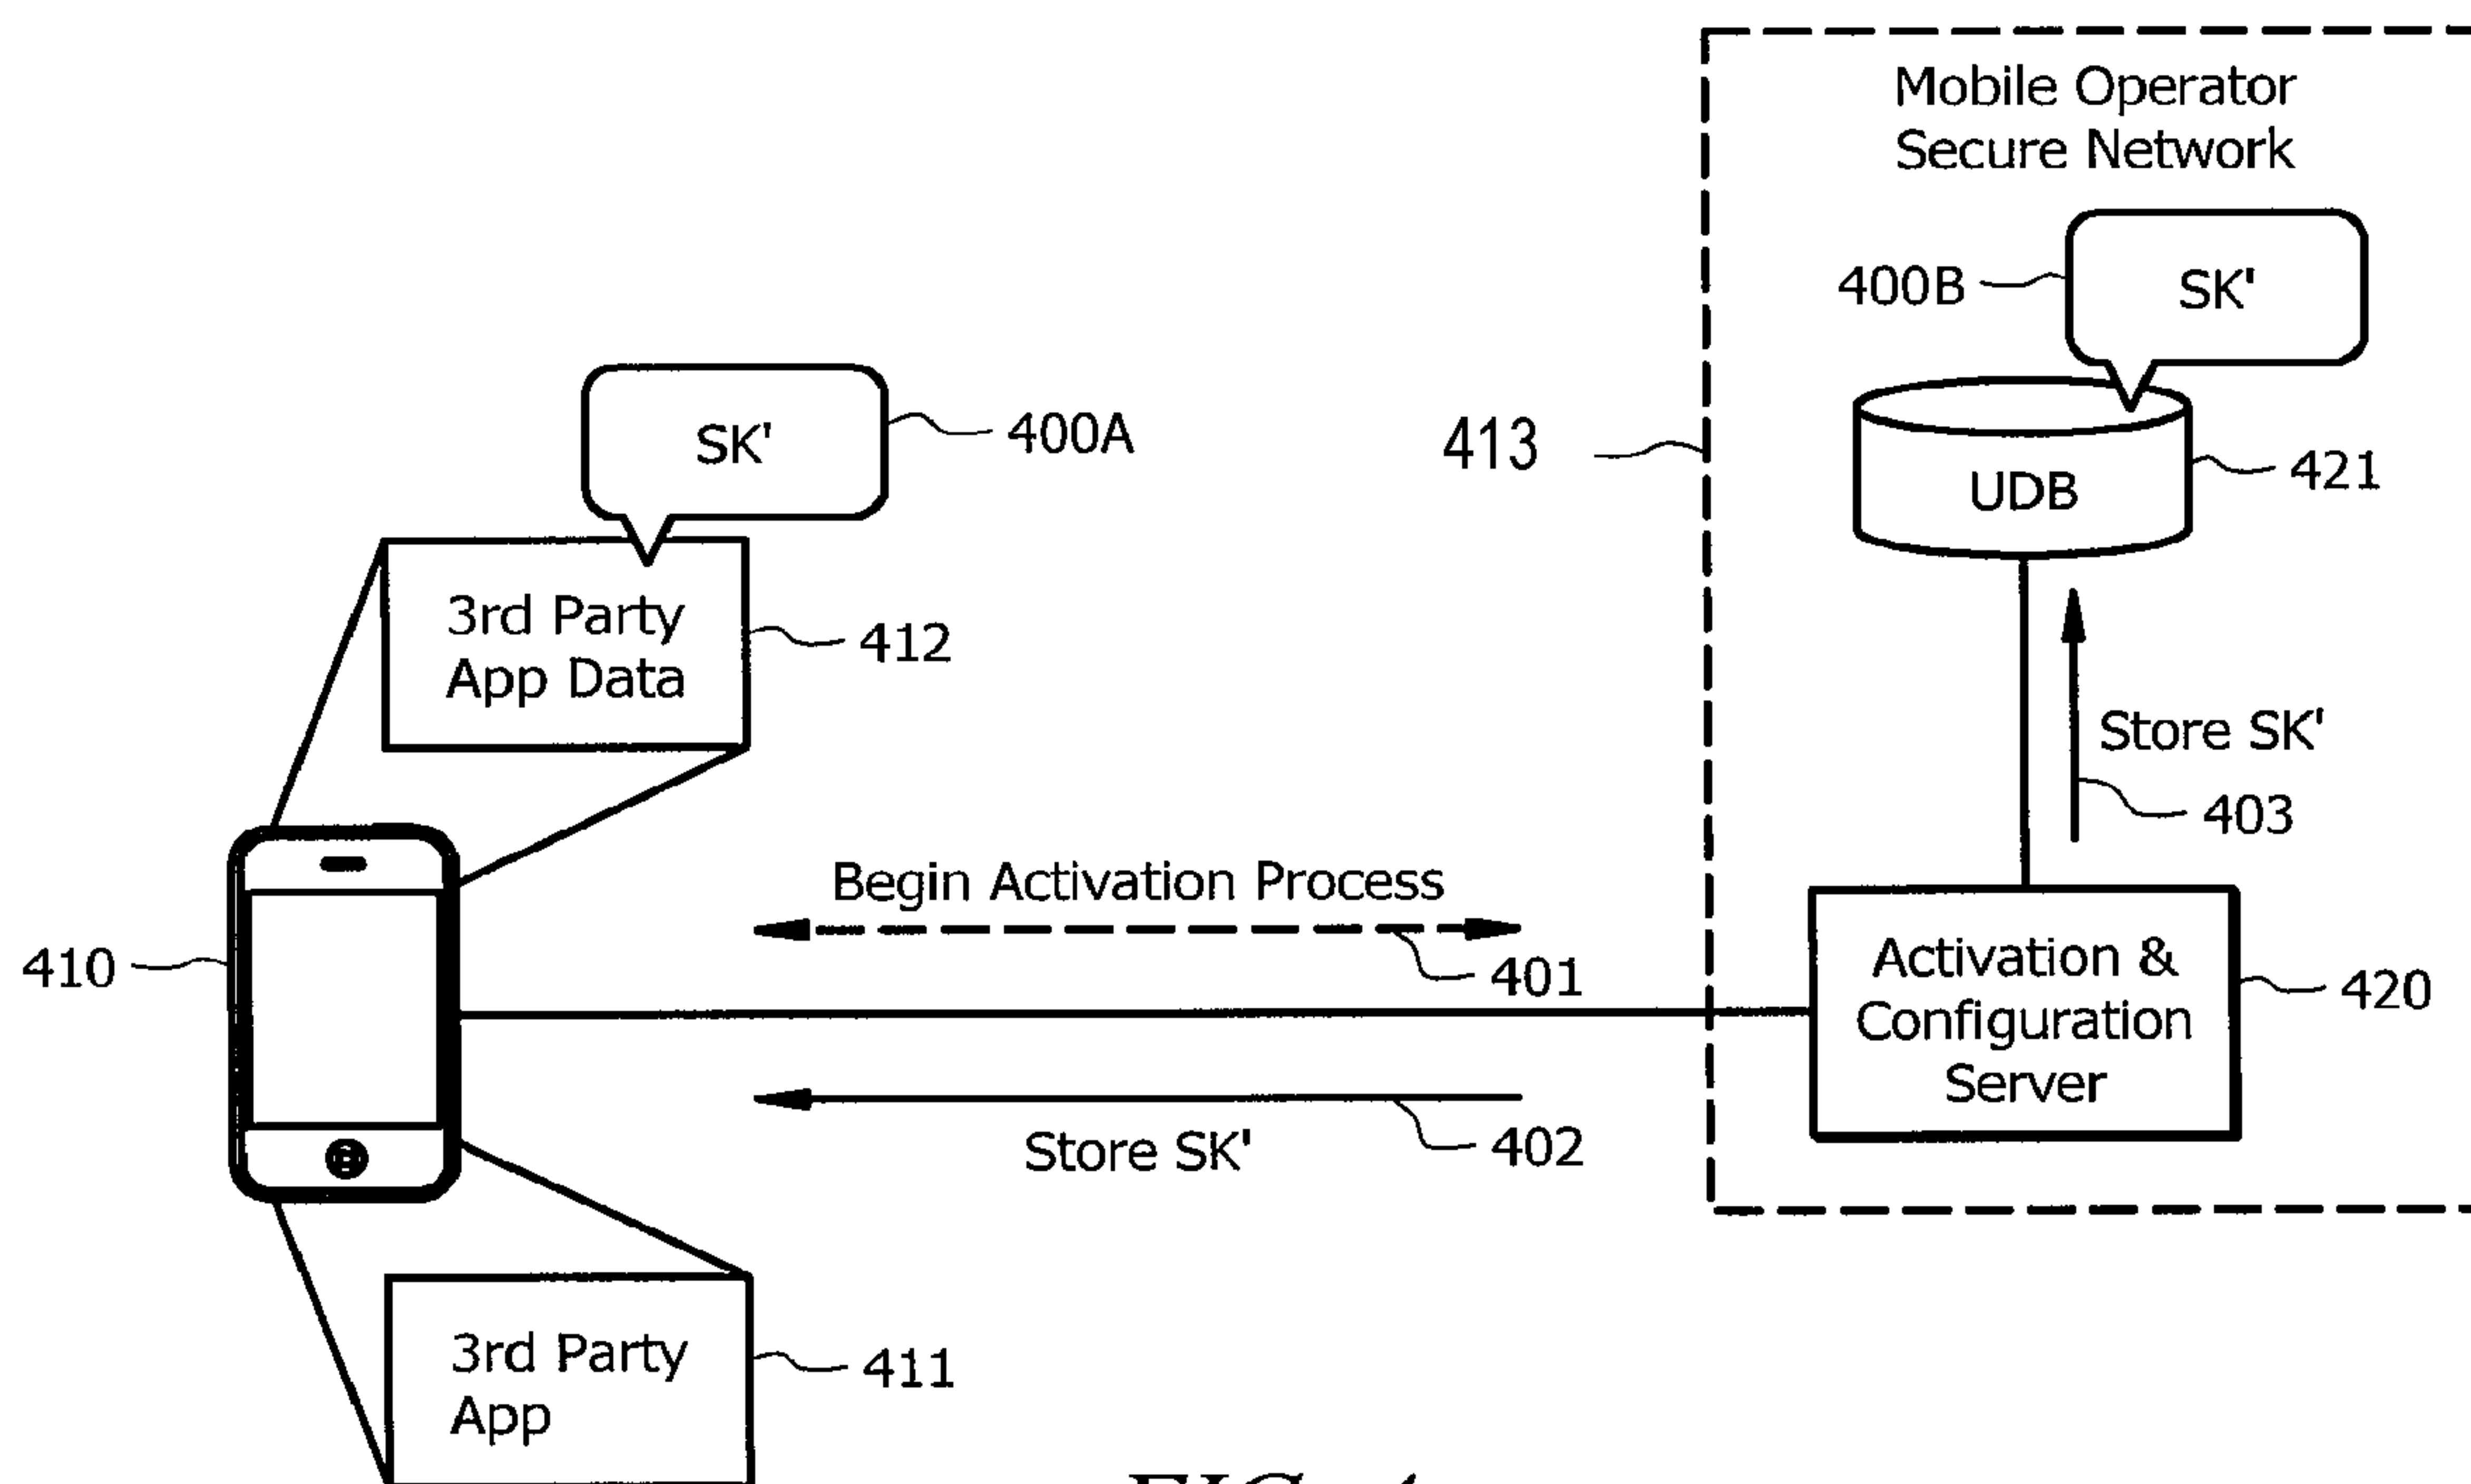 Mobile Operator
Secure Network
400B
SK'
SK'
400A
413
UDB
421
3rd Party
App Data
412
Store SK'
403
Begin Activation Process
410
401
Activation &
Configuration
Server
420
Store SK'
402
3rd Party
App
411